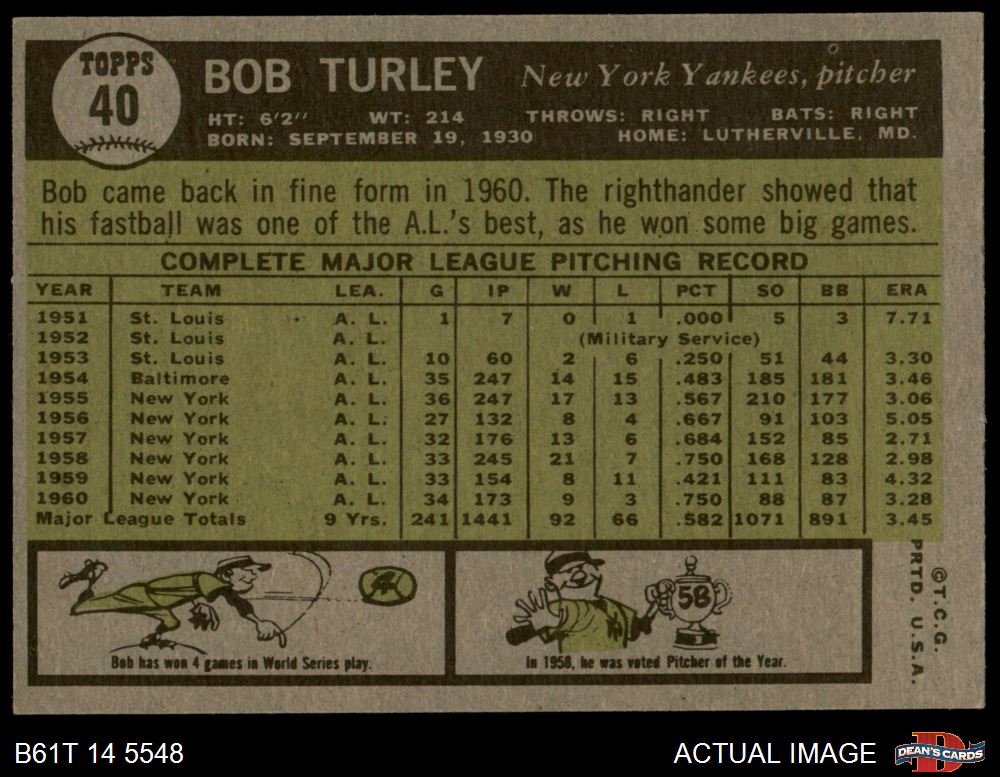 TOPPS
40
BOB TURLEY New York Yankees, pitcher
HT: 6'2" WT: 214 THROWS: RIGHT BATS: RIGHT
BORN: SEPTEMBER 19, 1930 HOME: LUTHERVILLE, MD.
Bob came back in fine form in 1960. The righthander showed that
his fastball was one of the A.L.'s best, as he won some big games.
COMPLETE MAJOR LEAGUE PITCHING RECORD
YEAR TEAM LEA. G IP W L PCT SO BB ERA
1951 St. Louis A. L. 1 7 0 1 .000 5 3 7.71
1952 St. Louis A. L. (Military Service)
1953 St. Louis A. L. 10 60 2 6 .250 51 44 3.30
1954 Baltimore A. L. 35 247 14 15 .483 185 181 3.46
1955 New York A. L. 36 247 17 13 .567 210 177 3.06
1956 New York A. L. 27 132 8 4 .667 91 103 5.05
1957 New York A. L. 32 176 13 6 .684 152 85 2.71
1958 New York A. L. 33 245 21 7 .750 168 128 2.98
1959 New York A. L. 33 154 8 11 .421 111 83 4.32
1960 New York A. L. 34 173 9 3 .750 88 87 3.28
Major League Totals 9 Yrs. 241 1441 92 66 .582 1071 891 3.45
58
Bob has won 4 games in World Series play.
In 1958, he was voted Pitcher of the Year.
©T.C.G.
PRTD. U.S.A.
B61T 14 5548
ACTUAL IMAGE
D
DEAN'S CARDS